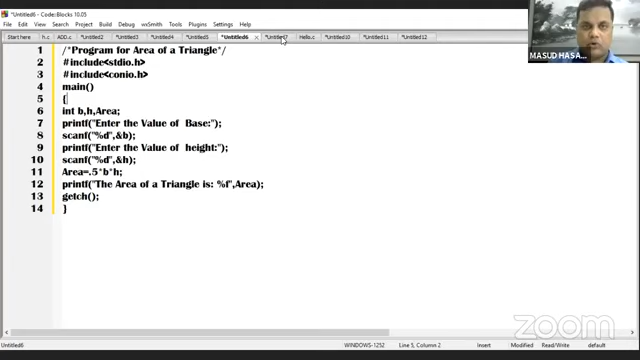 *Untitled6 - Code::Blocks 10.05
File Edit View Search Project Build Debug wxSmith Tools Plugins Settings Help
Start here h.c ADD.c *Untitled2 *Untitled3 *Untitled4 *Untitled5 *Untitled6 *Untitled7 Hello.c *Untitled10 *Untitled11 *Untitled12
1 /*Program for Area of a Triangle*/
2 #include<stdio.h>
3 #include<conio.h>
4 main()
5 {
6 int b,h,Area;
7 printf("Enter the Value of Base:");
8 scanf("%d",&b);
9 printf("Enter the Value of height:");
10 scanf("%d",&h);
11 Area=.5*b*h;
12 printf("The Area of a Triangle is: %f",Area);
13 getch();
14 }
MASUD HASA...
zoom
Untitled6 WINDOWS-1252 Line 5, Column 2 Insert Modified Read/Write default